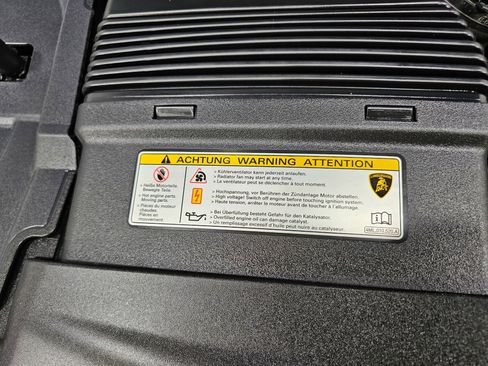 ACHTUNG WARNING ATTENTION
> Kühlerventilator kann jederzeit anlaufen.
> Radiator fan may start at any time.
> Le ventilateur peut se déclencher à tout moment.
> Heiße Motorteile. Bewegte Teile.
> Hot engine parts Moving parts.
> Pièces du moteur chaudes. Pièces en mouvement
> Hochspannung, vor Berühren der Zündanlage Motor abstellen.
> High voltage! Switch off engine before touching ignition system.
> Haute tension, arrêter le moteur avant de toucher à l'allumage.
> Bei Überfüllung besteht Gefahr für den Katalysator.
> Overfilled engine oil can damage catalyst.
> Un remplissage excessif d'huile peut nuire au catalyseur.
4ML.010.520.A